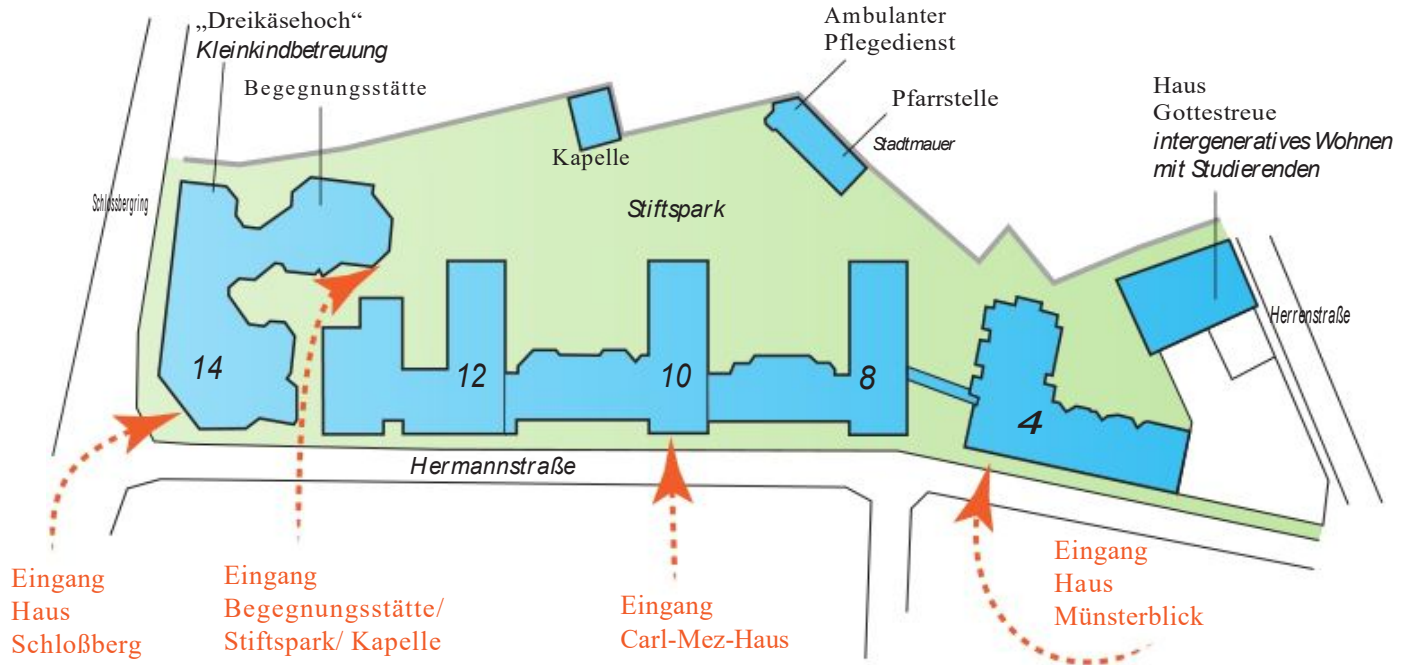 „Dreikäsehoch“
Kleinkindbetreuung
Begegnungsstätte
Kapelle
Ambulanter
Pflegedienst
Pfarrstelle
Stadtmauer
Haus
Gottestreue
intergeneratives Wohnen
mit Studierenden
Schlossbergring
Stiftspark
Herrenstraße
14
12
10
8
4
Hermannstraße
Eingang
Haus
Schloßberg
Eingang
Begegnungsstätte/
Stiftspark/ Kapelle
Eingang
Carl-Mez-Haus
Eingang
Haus
Münsterblick